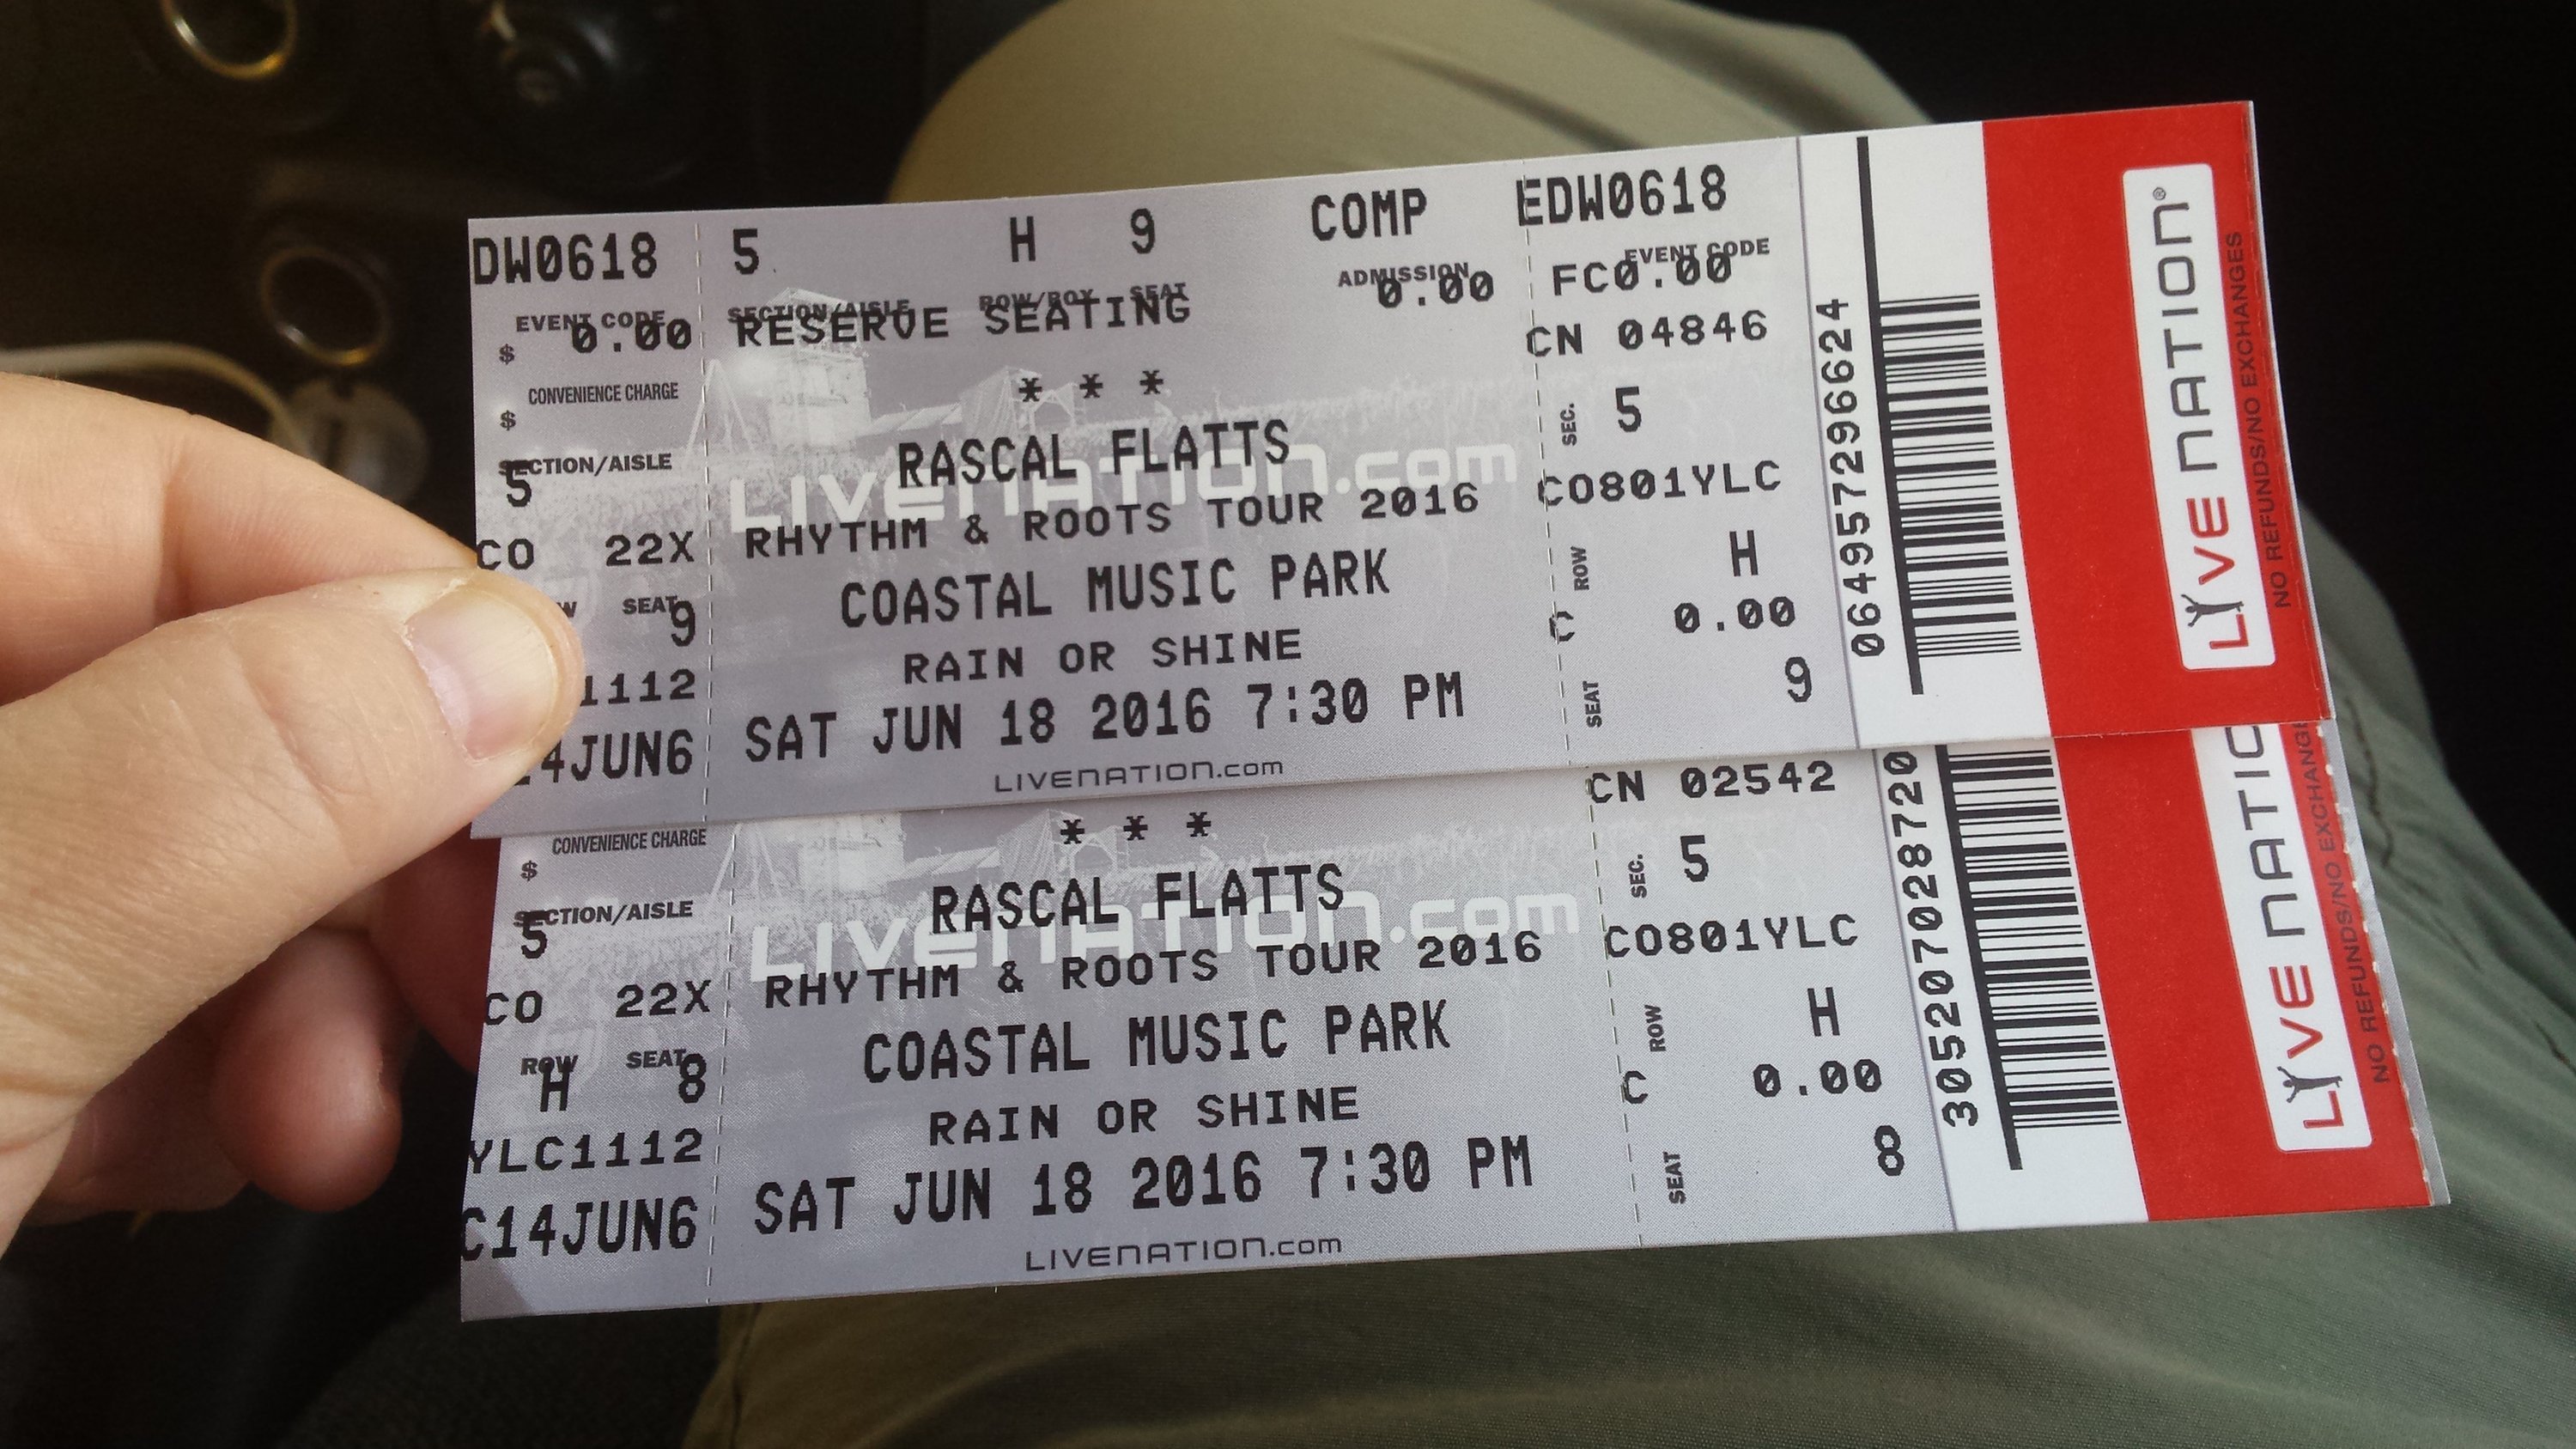 DW0618 5 H 9 COMP EDW0618
EVENT CODE SECTION/AISLE ROW/BOX SEAT ADMISSION EVENT CODE
$ 0.00 RESERVE SEATING 0.00 FC0.00
CN 04846
$ CONVENIENCE CHARGE * * * SEC. 5
SECTION/AISLE
5 RASCAL FLATTS
LIVENATION.com
CO 22X RHYTHM & ROOTS TOUR 2016 CO801YLC
SEAT 9 COASTAL MUSIC PARK ROW H
RAIN OR SHINE C 0.00
1112
4JUN6 SAT JUN 18 2016 7:30 PM SEAT 9
LIVENATION.com
0649572966624
LIVE NATION®
NO REFUNDS/NO EXCHANGES
CN 02542
$ CONVENIENCE CHARGE * * * SEC. 5
SECTION/AISLE
5 RASCAL FLATTS
LIVENATION.com
CO 22X RHYTHM & ROOTS TOUR 2016 CO801YLC
ROW H SEAT 8 COASTAL MUSIC PARK ROW H
YLC1112 RAIN OR SHINE C 0.00
C14JUN6 SAT JUN 18 2016 7:30 PM SEAT 8
LIVENATION.com
305207028720
LIVE NATIO
NO REFUNDS/NO EXCHANGE